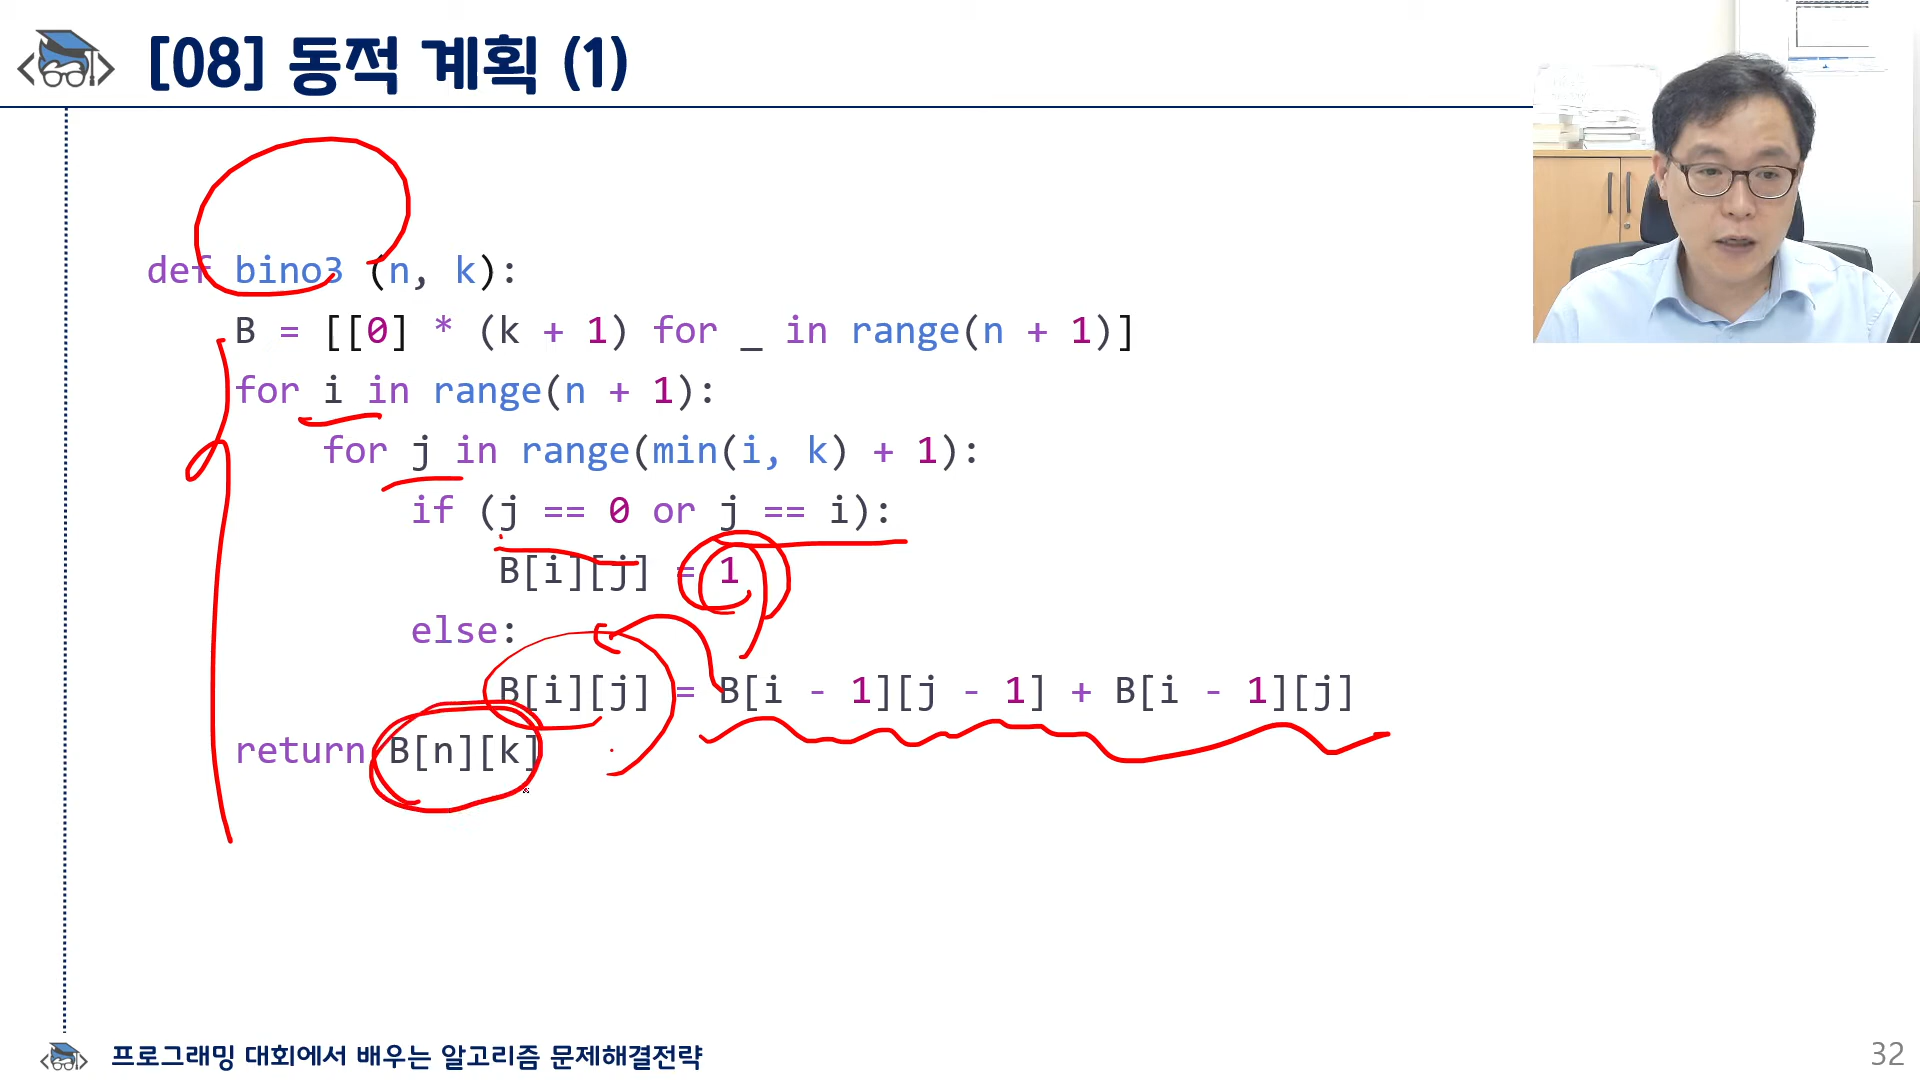 [08] 동적 계획 (1)
def bino3 (n, k):
B = [[0] * (k + 1) for _ in range(n + 1)]
for i in range(n + 1):
for j in range(min(i, k) + 1):
if (j == 0 or j == i):
B[i][j] = 1
else:
B[i][j] = B[i - 1][j - 1] + B[i - 1][j]
return B[n][k]
프로그래밍 대회에서 배우는 알고리즘 문제해결전략
32